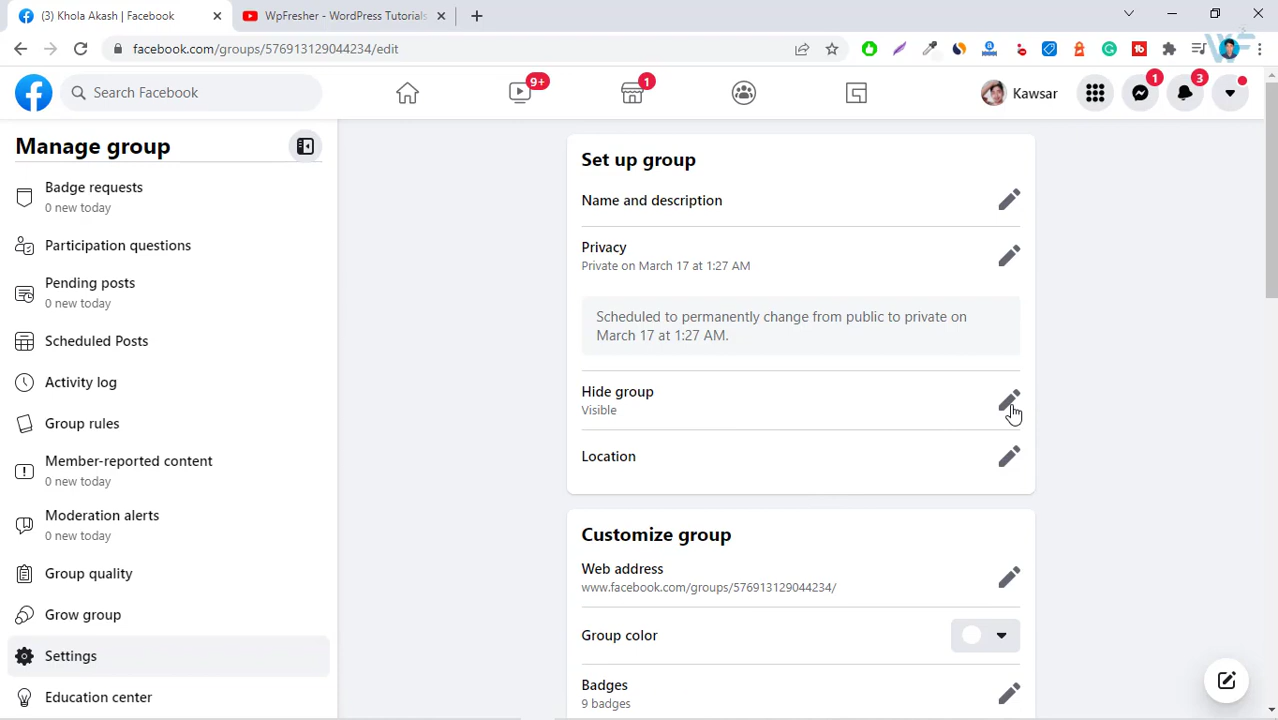 (3) Khola Akash | Facebook
WpFresher - WordPress Tutorials
facebook.com/groups/576913129044234/edit
WF
Search Facebook
9+
1
Kawsar
1
3
Manage group
Badge requests
0 new today
Participation questions
Pending posts
0 new today
Scheduled Posts
Activity log
Group rules
Member-reported content
0 new today
Moderation alerts
0 new today
Group quality
Grow group
Settings
Education center
Set up group
Name and description
Privacy
Private on March 17 at 1:27 AM
Scheduled to permanently change from public to private on
March 17 at 1:27 AM.
Hide group
Visible
Location
Customize group
Web address
www.facebook.com/groups/576913129044234/
Group color
Badges
9 badges